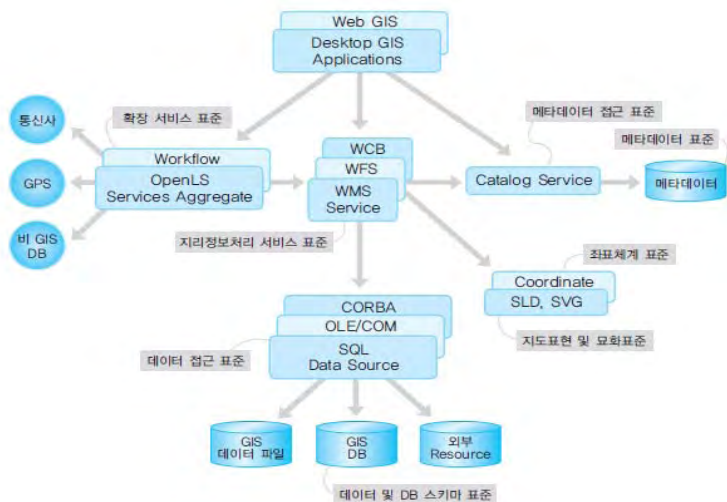 Web GIS
Desktop GIS
Applications
확장 서비스 표준
통신사
GPS
비 GIS
DB
Workflow
OpenLS
Services Aggregate
WCB
WFS
WMS
Service
지리정보처리 서비스 표준
메타데이터 접근 표준
메타데이터 표준
Catalog Service
메타데이터
좌표체계 표준
Coordinate
SLD, SVG
지도표현 및 묘화표준
CORBA
OLE/COM
SQL
Data Source
데이터 접근 표준
GIS
데이터 파일
GIS
DB
외부
Resource
데이터 및 DB 스키마 표준